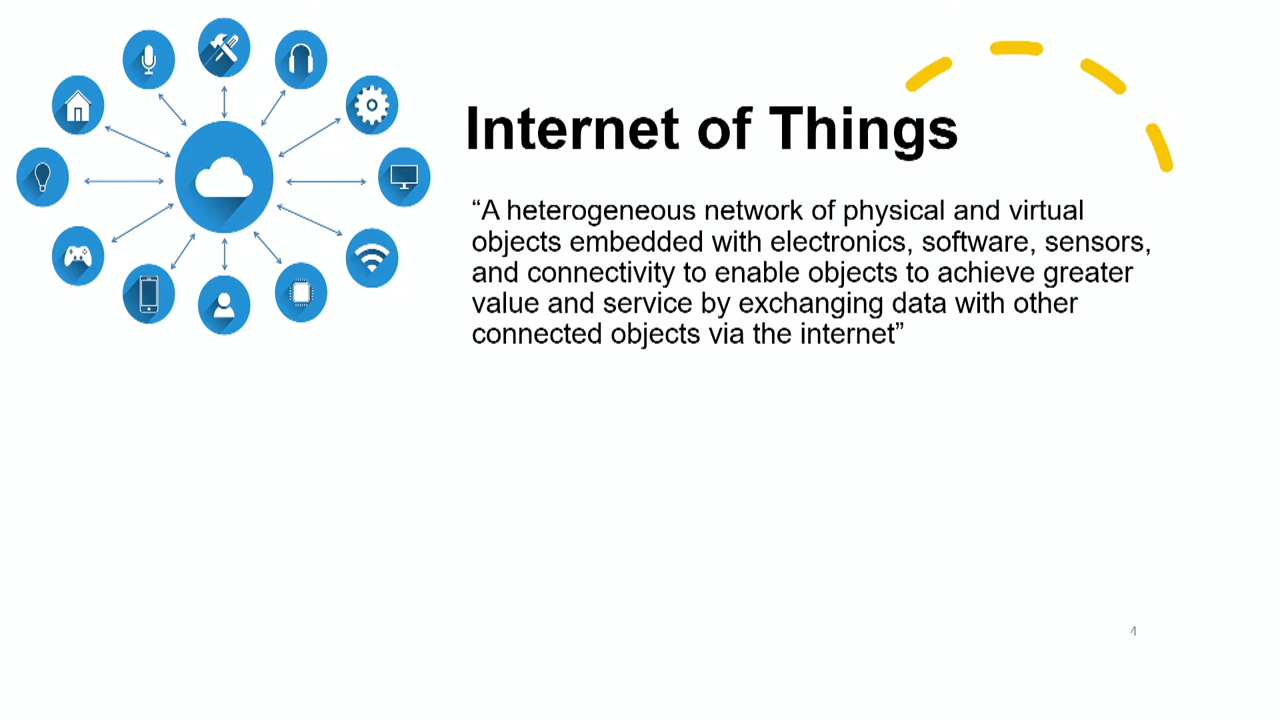 Internet of Things
“A heterogeneous network of physical and virtual
objects embedded with electronics, software, sensors,
and connectivity to enable objects to achieve greater
value and service by exchanging data with other
connected objects via the internet”
4